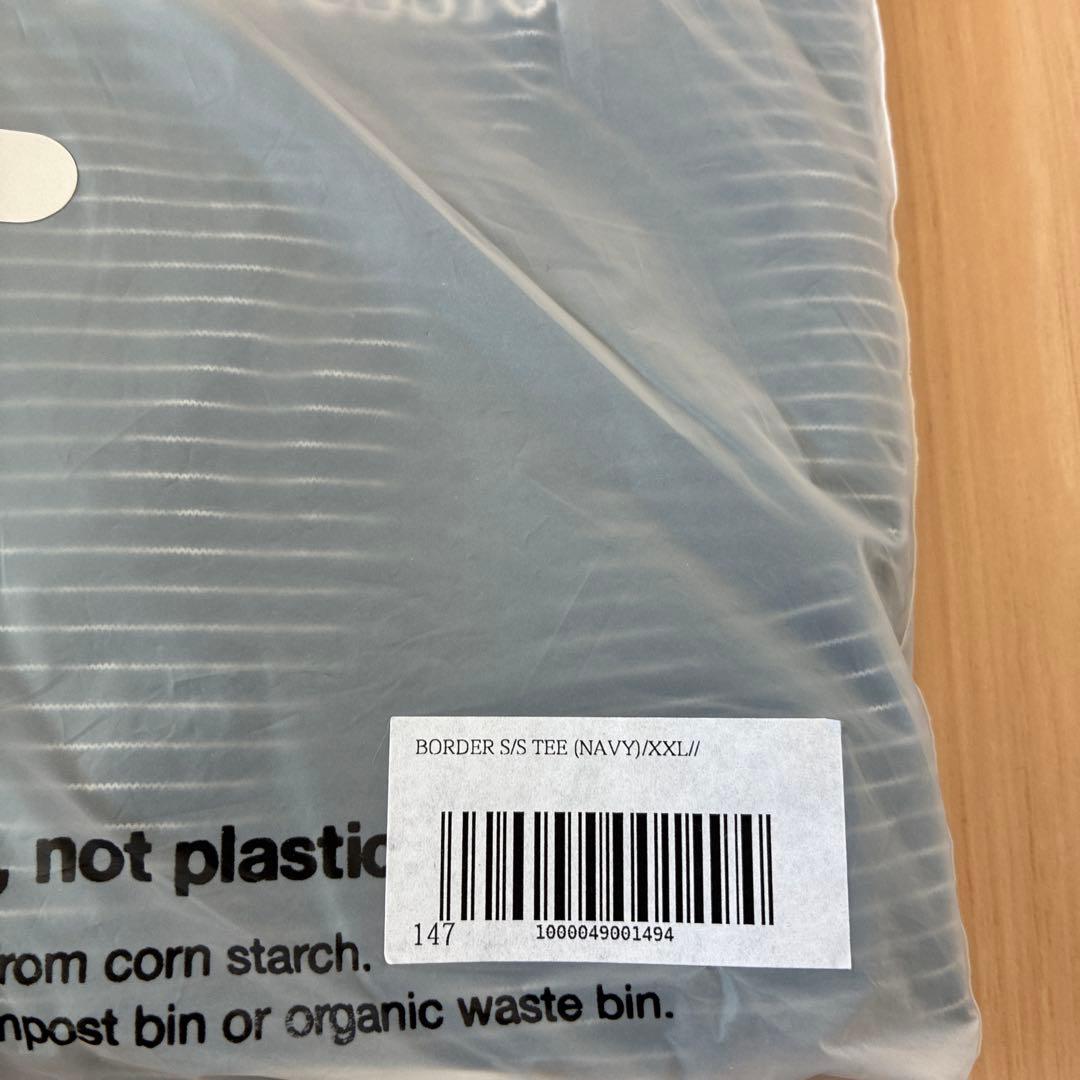 BORDER S/S TEE (NAVY)/XXL//
147
1000049001494
, not plastic
rom corn starch.
mpost bin or organic waste bin.